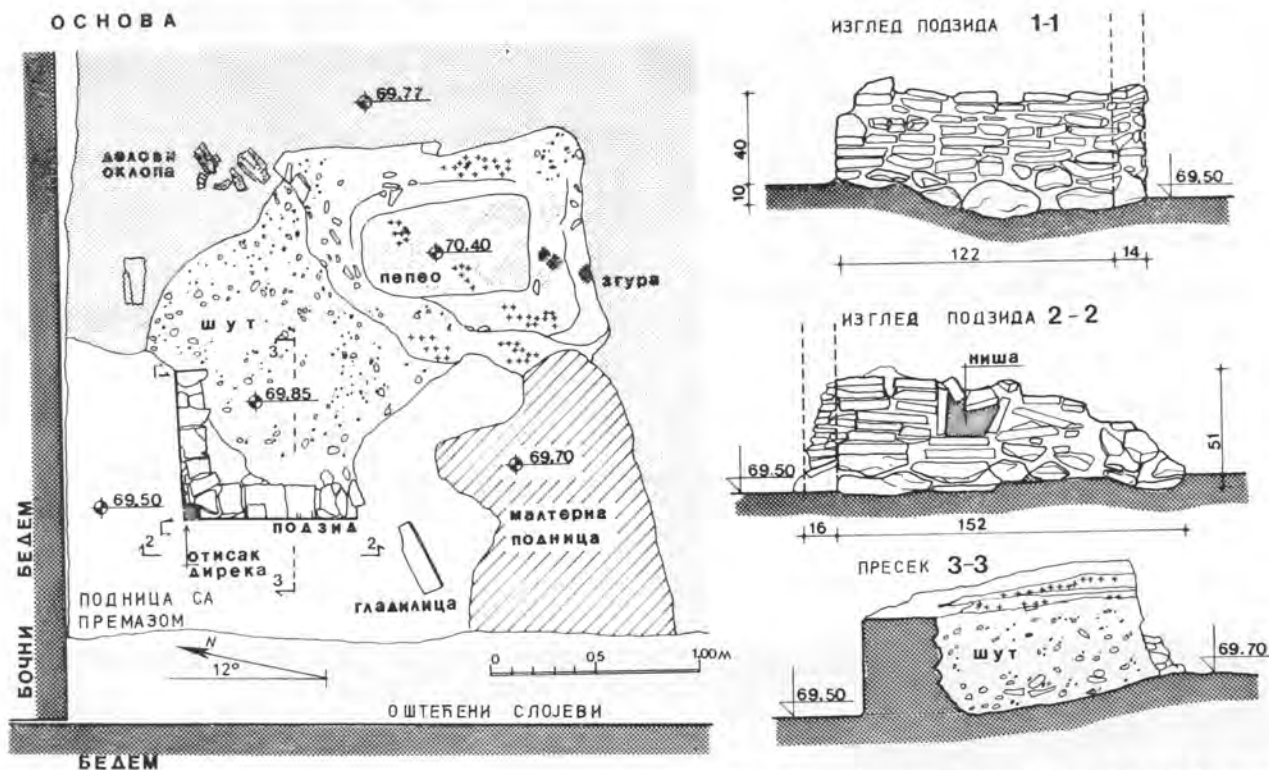 ОСНОВА
69.77
делови
оклопа
70.40
пепео
згура
шут
3
69.85
1
69.50
69.70
малтерна
подница
подзид
1
2
2
отисак
дирека
3
гладилица
ПОДНИЦА СА
ПРЕМАЗОМ
N
12°
0
0,5
1,00 м
ОШТЕЋЕНИ СЛОЈЕВИ
БОЧНИ БЕДЕМ
БЕДЕМ
ИЗГЛЕД ПОДЗИДА 1-1
40
10
69.50
122
14
ИЗГЛЕД ПОДЗИДА 2-2
ниша
51
69.50
16
152
ПРЕСЕК 3-3
шут
69.50
69.70